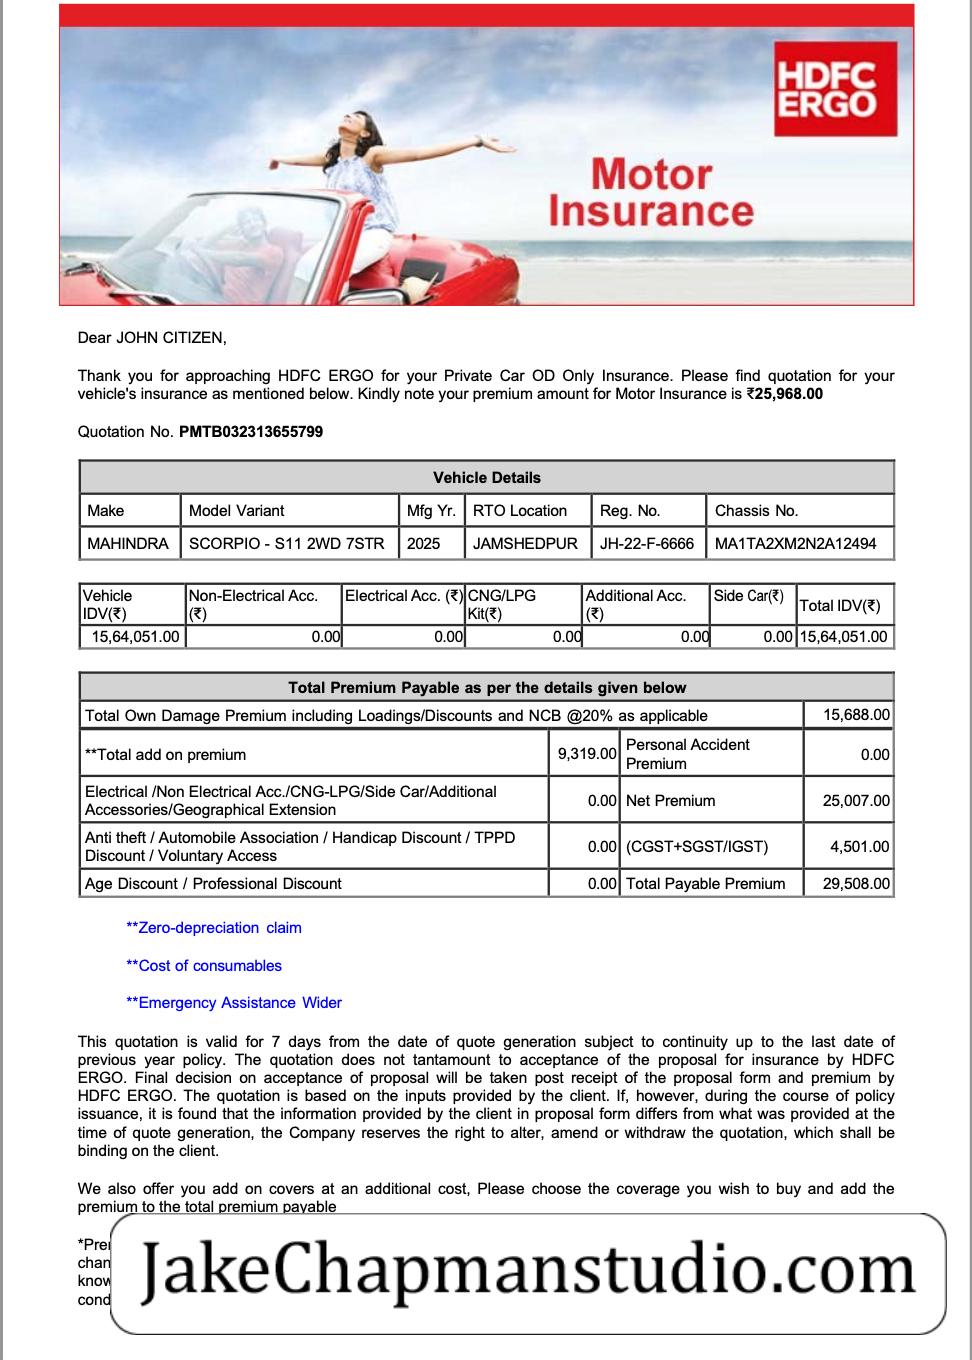 HDFC
ERGO
Motor
Insurance
Dear JOHN CITIZEN,
Thank you for approaching HDFC ERGO for your Private Car OD Only Insurance. Please find quotation for your
vehicle's insurance as mentioned below. Kindly note your premium amount for Motor Insurance is ₹25,968.00
Quotation No. PMTB032313655799
Vehicle Details
Make Model Variant Mfg Yr. RTO Location Reg. No. Chassis No.
MAHINDRA SCORPIO - S11 2WD 7STR 2025 JAMSHEDPUR JH-22-F-6666 MA1TA2XM2N2A12494
Vehicle IDV(₹) Non-Electrical Acc. (₹) Electrical Acc. (₹) CNG/LPG Kit(₹) Additional Acc. (₹) Side Car(₹) Total IDV(₹)
15,64,051.00 0.00 0.00 0.00 0.00 0.00 15,64,051.00
Total Premium Payable as per the details given below
Total Own Damage Premium including Loadings/Discounts and NCB @20% as applicable 15,688.00
**Total add on premium 9,319.00 Personal Accident Premium 0.00
Electrical /Non Electrical Acc./CNG-LPG/Side Car/Additional Accessories/Geographical Extension 0.00 Net Premium 25,007.00
Anti theft / Automobile Association / Handicap Discount / TPPD Discount / Voluntary Access 0.00 (CGST+SGST/IGST) 4,501.00
Age Discount / Professional Discount 0.00 Total Payable Premium 29,508.00
**Zero-depreciation claim
**Cost of consumables
**Emergency Assistance Wider
This quotation is valid for 7 days from the date of quote generation subject to continuity up to the last date of
previous year policy. The quotation does not tantamount to acceptance of the proposal for insurance by HDFC
ERGO. Final decision on acceptance of proposal will be taken post receipt of the proposal form and premium by
HDFC ERGO. The quotation is based on the inputs provided by the client. If, however, during the course of policy
issuance, it is found that the information provided by the client in proposal form differs from what was provided at the
time of quote generation, the Company reserves the right to alter, amend or withdraw the quotation, which shall be
binding on the client.
We also offer you add on covers at an additional cost, Please choose the coverage you wish to buy and add the
premium to the total premium payable
JakeChapmanstudio.com